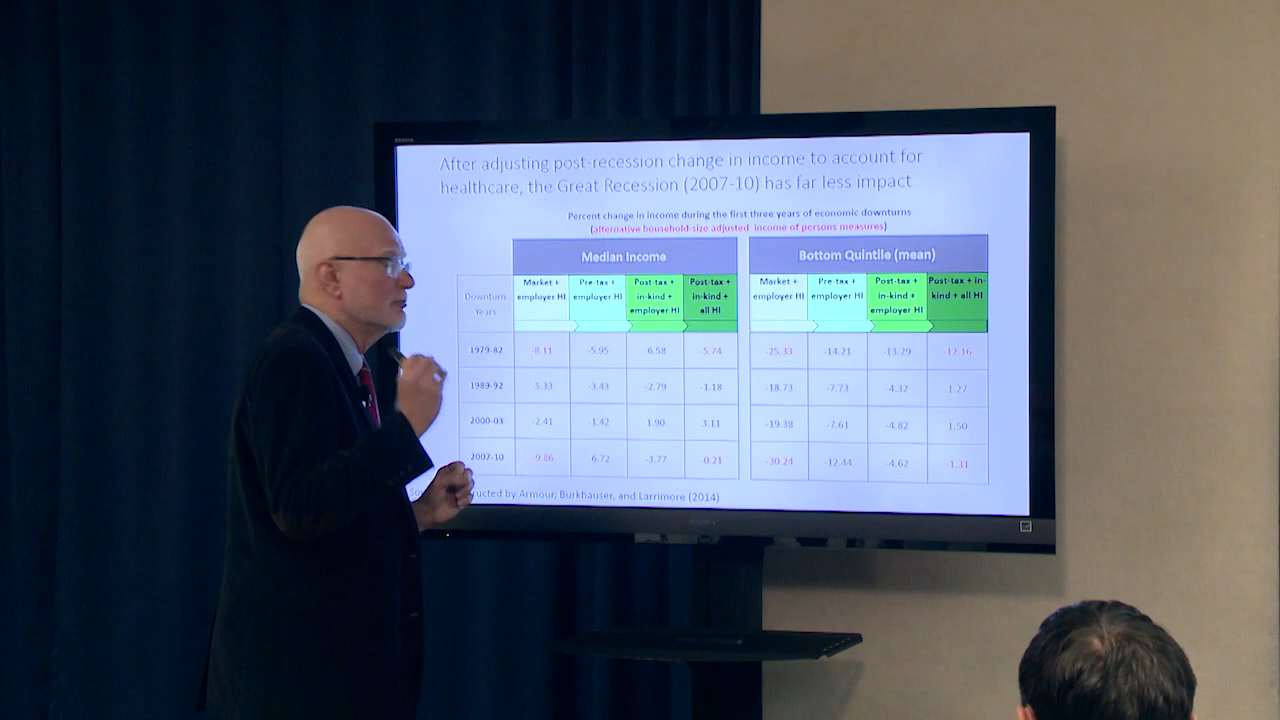 After adjusting post-recession change in income to account for
healthcare, the Great Recession (2007-10) has far less impact
Percent change in income during the first three years of economic downturns
(alternative household-size adjusted income of persons measures)
Median Income Bottom Quintile (mean)
Downturn Years Market + employer HI Pre-tax + employer HI Post-tax + in-kind + employer HI Post-tax + in-kind + all HI Market + employer HI Pre-tax + employer HI Post-tax + in-kind + employer HI Post-tax + in-kind + all HI
1979-82 -8.11 -5.95 -6.58 -5.74 -25.33 -14.21 -13.29 -12.16
1989-92 -5.33 -3.43 -2.79 -1.18 -18.73 -7.73 -4.32 1.27
2000-03 -2.41 -1.42 1.90 3.11 -19.38 -7.61 -4.82 1.50
2007-10 -9.86 6.72 -3.77 -0.21 -30.24 -12.44 -4.62 1.31
ucted by Armour, Burkhauser, and Larrimore (2014)
SONY